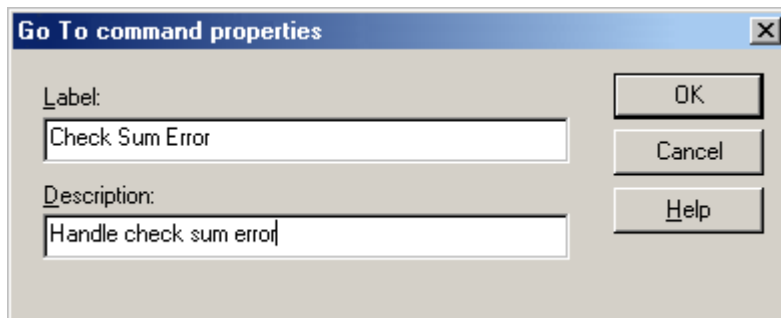 Go To command properties
Label:
OK
Check Sum Error
Cancel
Description:
Help
Handle check sum error